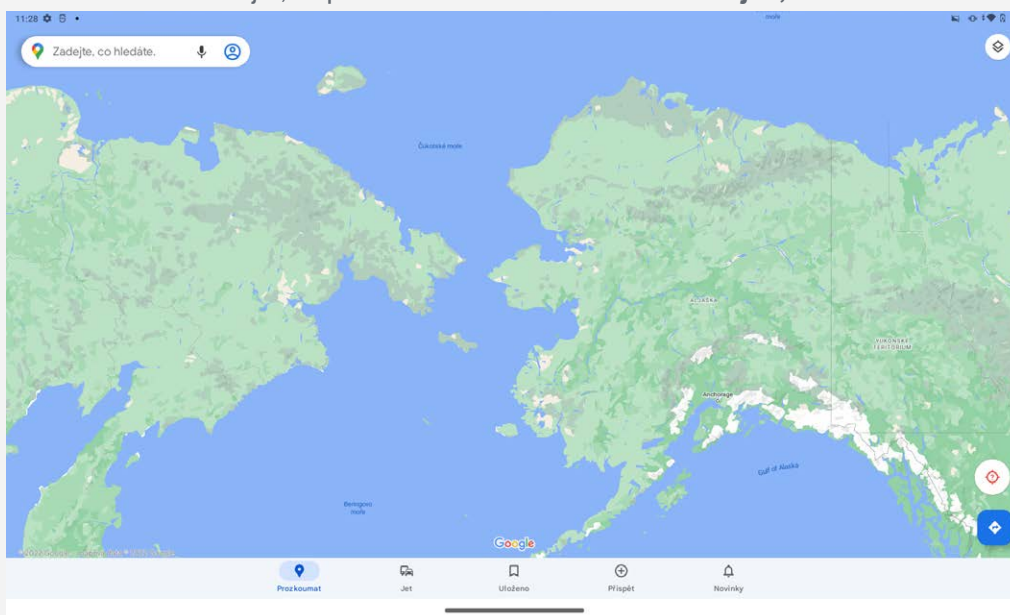 11:28
moře
Zadejte, co hledáte.
Čukotské moře
ALJAŠKA
YUKONSKÉ
TERITORIUM
Anchorage
Gulf of Alaska
Beringovo
moře
Google
Prozkoumat
Jet
Uloženo
Přispět
Novinky